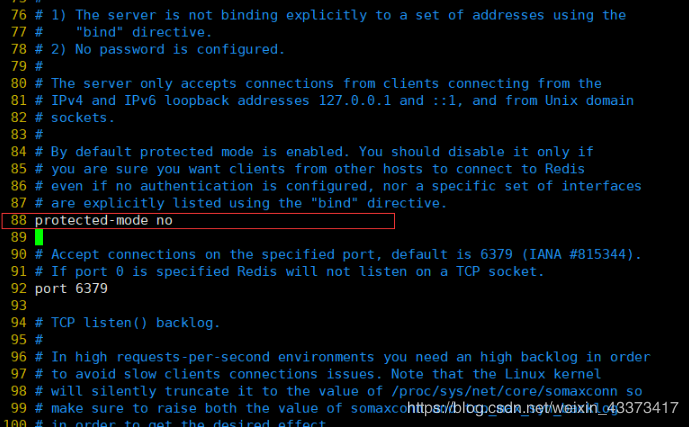 76 # 1) The server is not binding explicitly to a set of addresses using the
77 #    "bind" directive.
78 # 2) No password is configured.
79 #
80 # The server only accepts connections from clients connecting from the
81 # IPv4 and IPv6 loopback addresses 127.0.0.1 and ::1, and from Unix domain
82 # sockets.
83 #
84 # By default protected mode is enabled. You should disable it only if
85 # you are sure you want clients from other hosts to connect to Redis
86 # even if no authentication is configured, nor a specific set of interfaces
87 # are explicitly listed using the "bind" directive.
88 protected-mode no
89
90 # Accept connections on the specified port, default is 6379 (IANA #815344).
91 # If port 0 is specified Redis will not listen on a TCP socket.
92 port 6379
93
94 # TCP listen() backlog.
95 #
96 # In high requests-per-second environments you need an high backlog in order
97 # to avoid slow clients connections issues. Note that the Linux kernel
98 # will silently truncate it to the value of /proc/sys/net/core/somaxconn so
99 # make sure to raise both the value of somaxconn
https://blog.csdn.net/weixin_43373417
100 # in order to get the desired effect